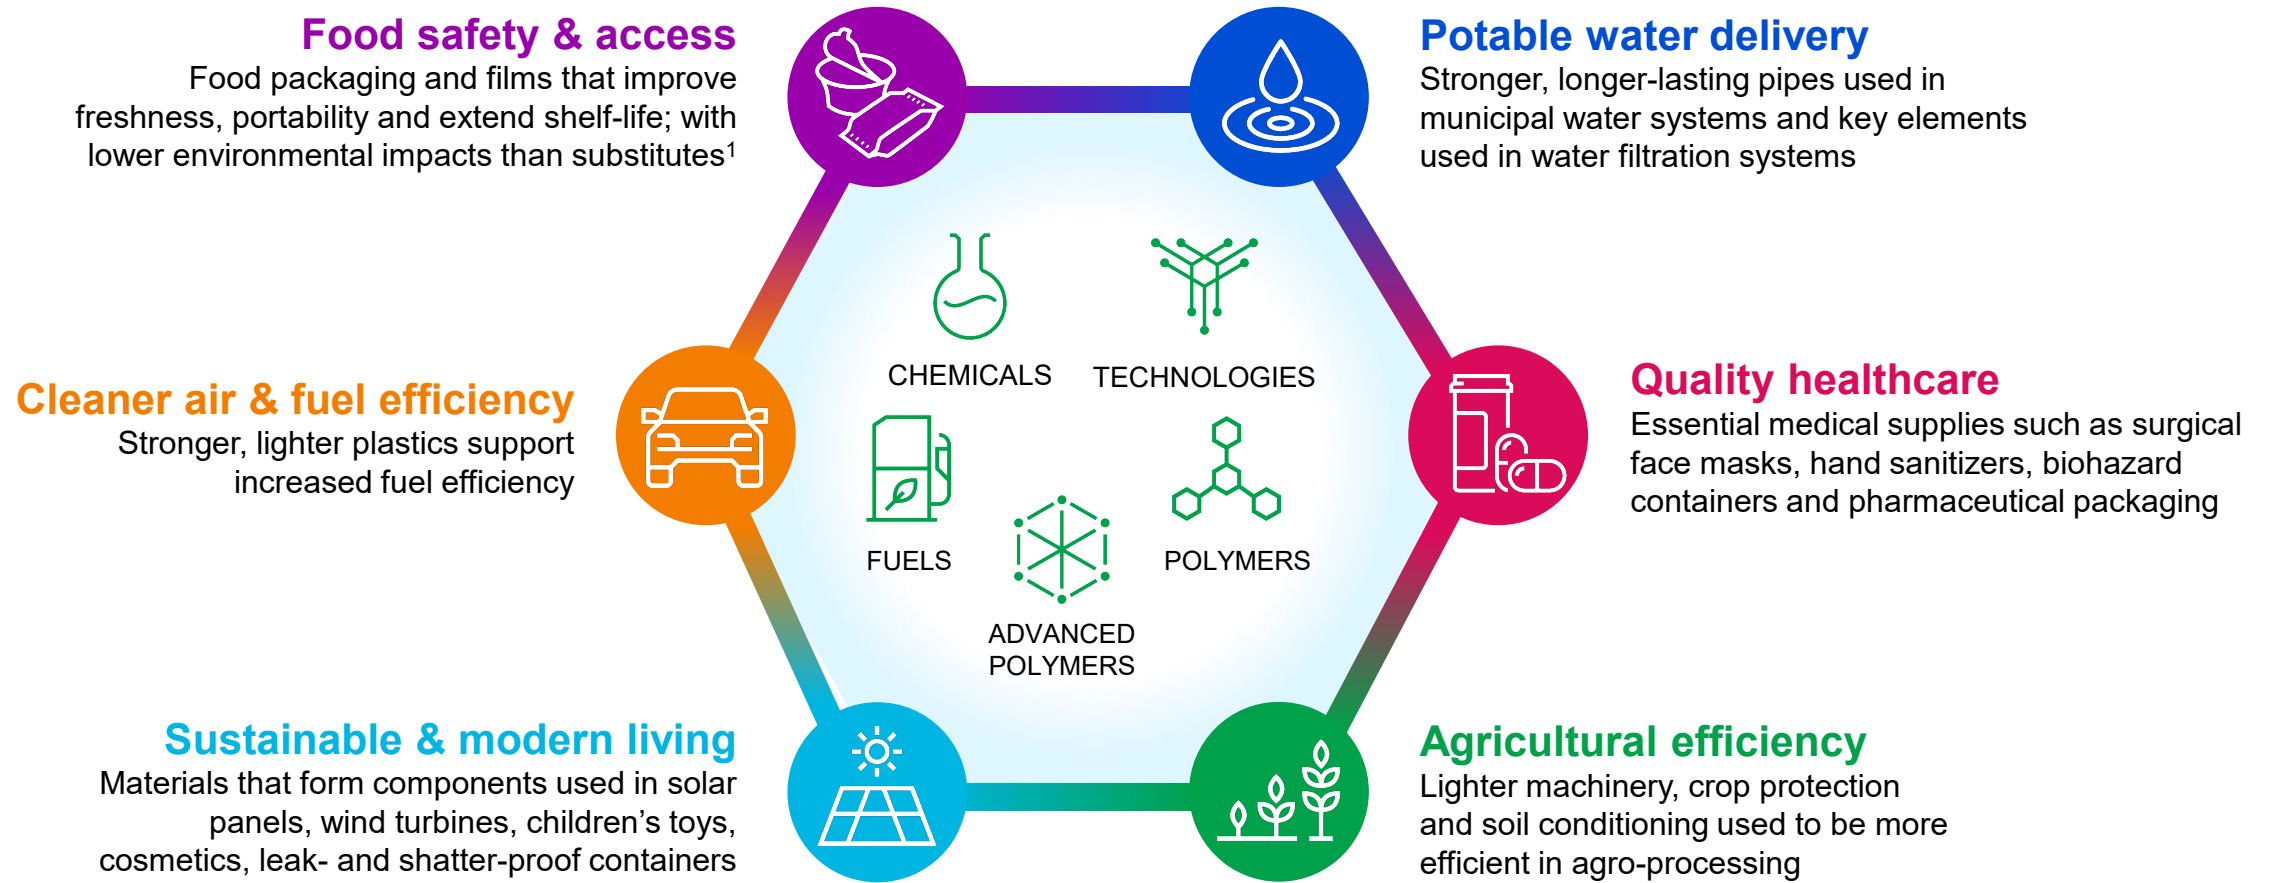 Food safety & access
Food packaging and films that improve
freshness, portability and extend shelf-life; with
lower environmental impacts than substitutes¹
Potable water delivery
Stronger, longer-lasting pipes used in
municipal water systems and key elements
used in water filtration systems
CHEMICALS
TECHNOLOGIES
Cleaner air & fuel efficiency
Stronger, lighter plastics support
increased fuel efficiency
Quality healthcare
Essential medical supplies such as surgical
face masks, hand sanitizers, biohazard
containers and pharmaceutical packaging
FUELS
POLYMERS
ADVANCED
POLYMERS
Sustainable & modern living
Materials that form components used in solar
panels, wind turbines, children’s toys,
cosmetics, leak- and shatter-proof containers
Agricultural efficiency
Lighter machinery, crop protection
and soil conditioning used to be more
efficient in agro-processing